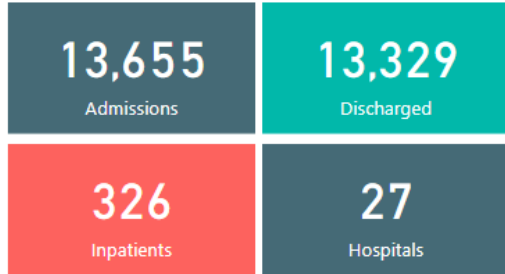 13,655
Admissions
13,329
Discharged
326
Inpatients
27
Hospitals